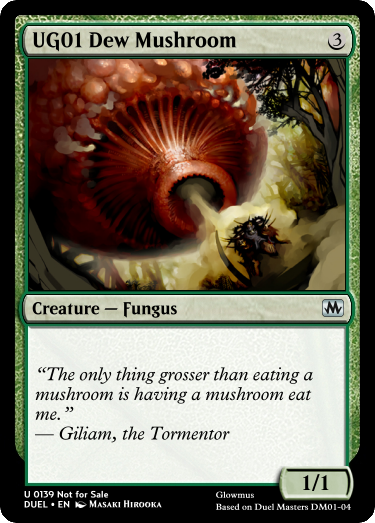 UG01 Dew Mushroom 3
Creature — Fungus
“The only thing grosser than eating a
mushroom is having a mushroom eat
me.”
— Giliam, the Tormentor
1/1
U 0139 Not for Sale
DUEL • EN Masaki Hirooka
Glowmus
Based on Duel Masters DM01-04